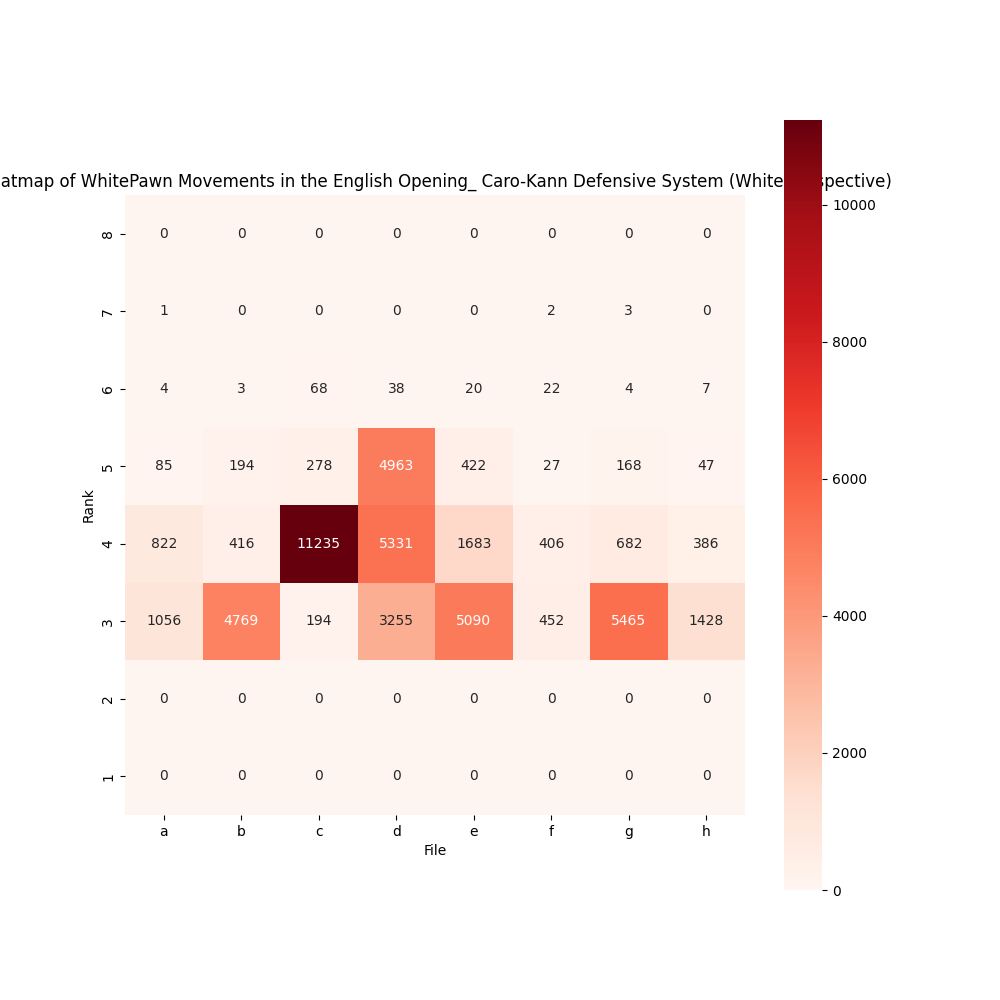 atmap of WhitePawn Movements in the English Opening_ Caro-Kann Defensive System (White spective)
8 0 0 0 0 0 0 0 0
7 1 0 0 0 0 2 3 0
6 4 3 68 38 20 22 4 7
5 85 194 278 4963 422 27 168 47
Rank
4 822 416 11235 5331 1683 406 682 386
3 1056 4769 194 3255 5090 452 5465 1428
2 0 0 0 0 0 0 0 0
1 0 0 0 0 0 0 0 0
a b c d e f g h
File
10000
8000
6000
4000
2000
0